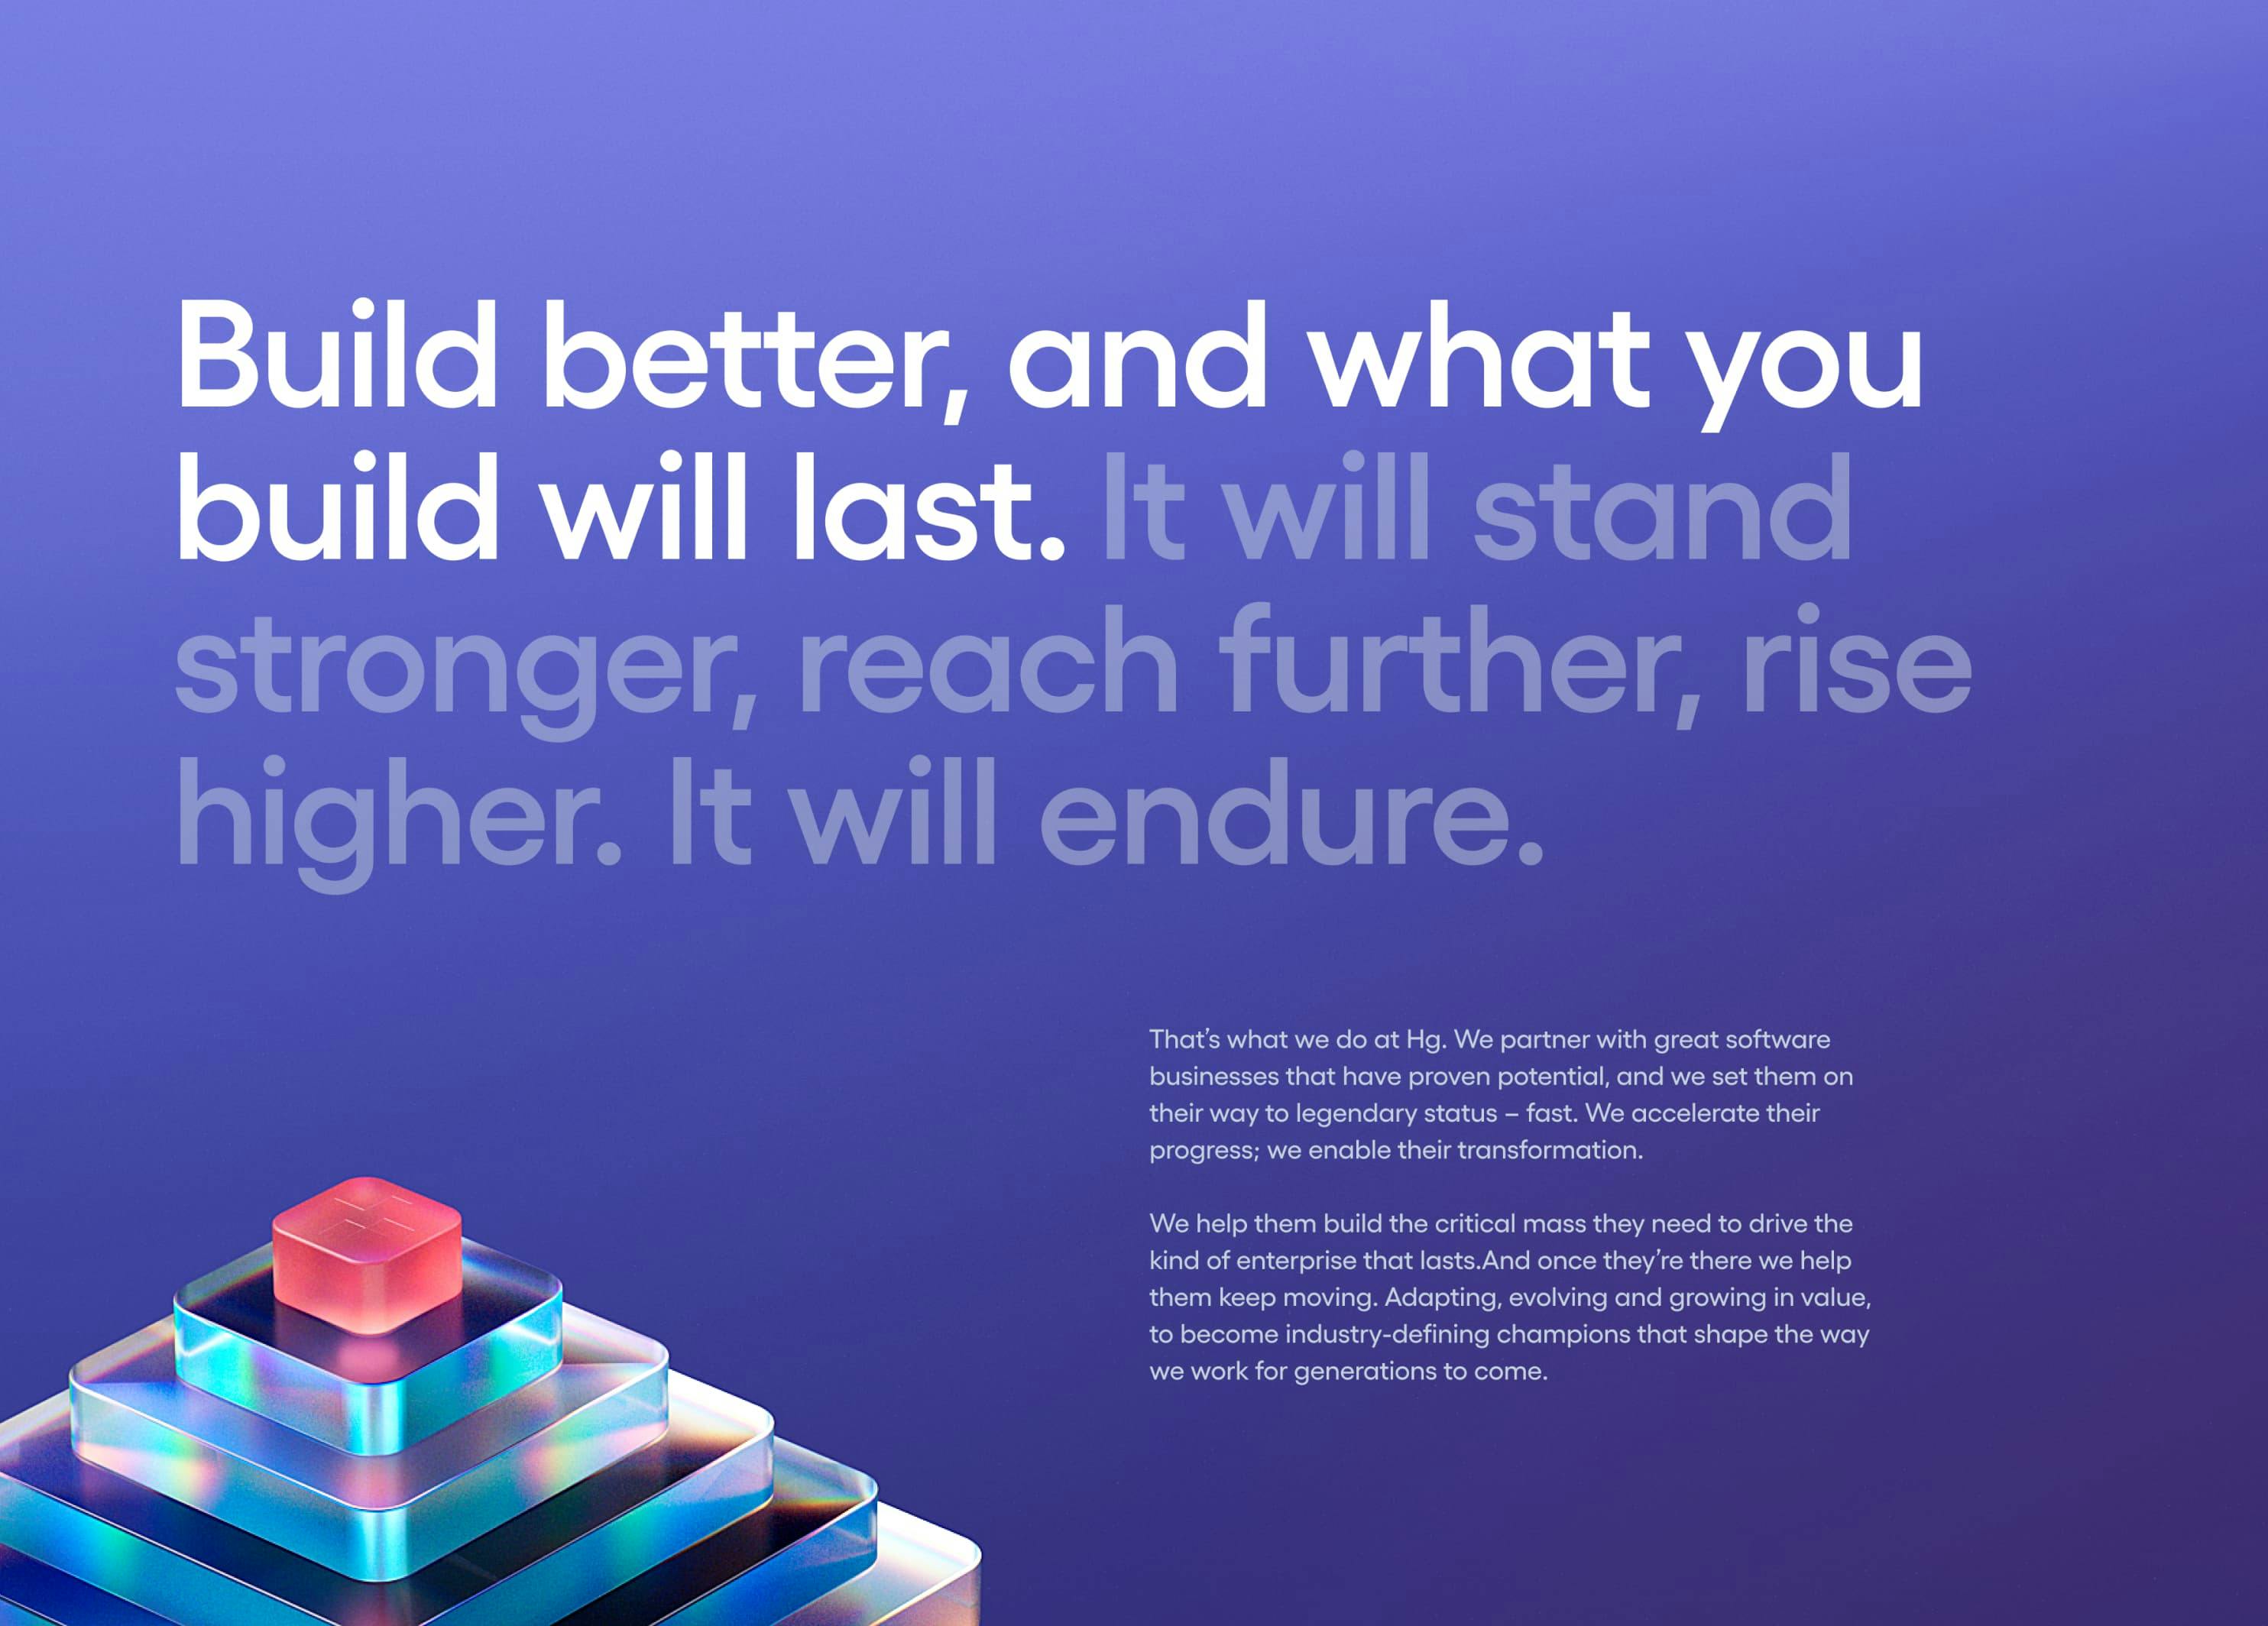 Build better, and what you
build will last. It will stand
stronger, reach further, rise
higher. It will endure.
That’s what we do at Hg. We partner with great software
businesses that have proven potential, and we set them on
their way to legendary status – fast. We accelerate their
progress; we enable their transformation.
We help them build the critical mass they need to drive the
kind of enterprise that lasts.And once they’re there we help
them keep moving. Adapting, evolving and growing in value,
to become industry-defining champions that shape the way
we work for generations to come.